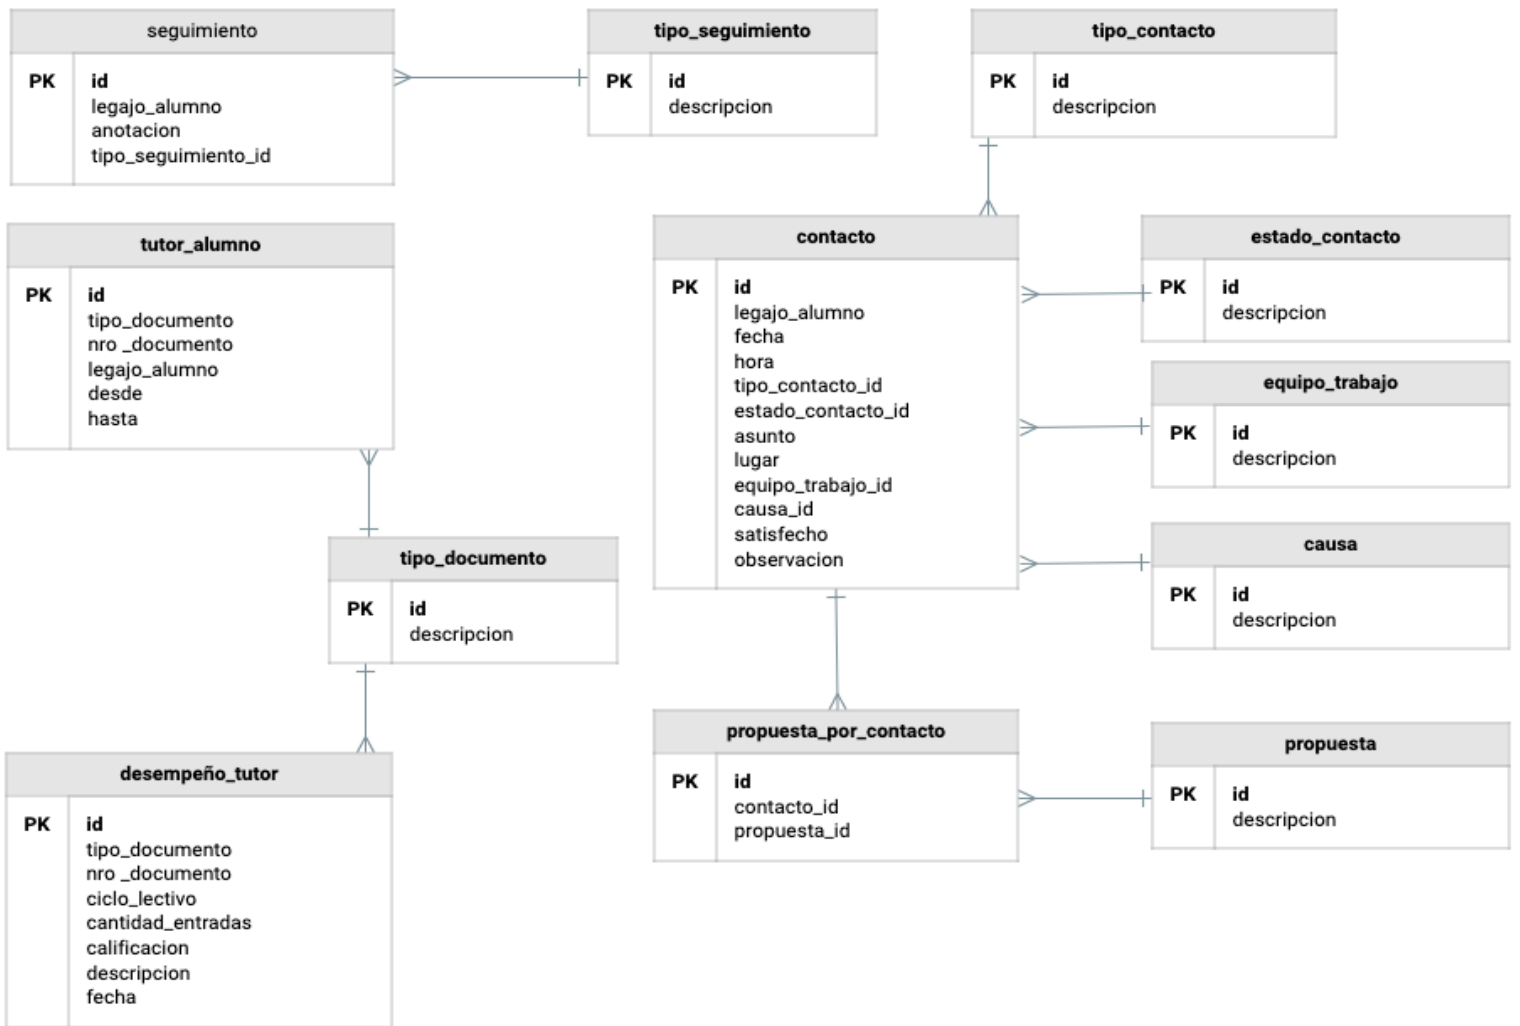 seguimiento
PK id
legajo_alumno
anotacion
tipo_seguimiento_id
tipo_seguimiento
PK id
descripcion
tipo_contacto
PK id
descripcion
tutor_alumno
PK id
tipo_documento
nro _documento
legajo_alumno
desde
hasta
contacto
PK id
legajo_alumno
fecha
hora
tipo_contacto_id
estado_contacto_id
asunto
lugar
equipo_trabajo_id
causa_id
satisfecho
observacion
estado_contacto
PK id
descripcion
equipo_trabajo
PK id
descripcion
causa
PK id
descripcion
tipo_documento
PK id
descripcion
desempeño_tutor
PK id
tipo_documento
nro _documento
ciclo_lectivo
cantidad_entradas
calificacion
descripcion
fecha
propuesta_por_contacto
PK id
contacto_id
propuesta_id
propuesta
PK id
descripcion